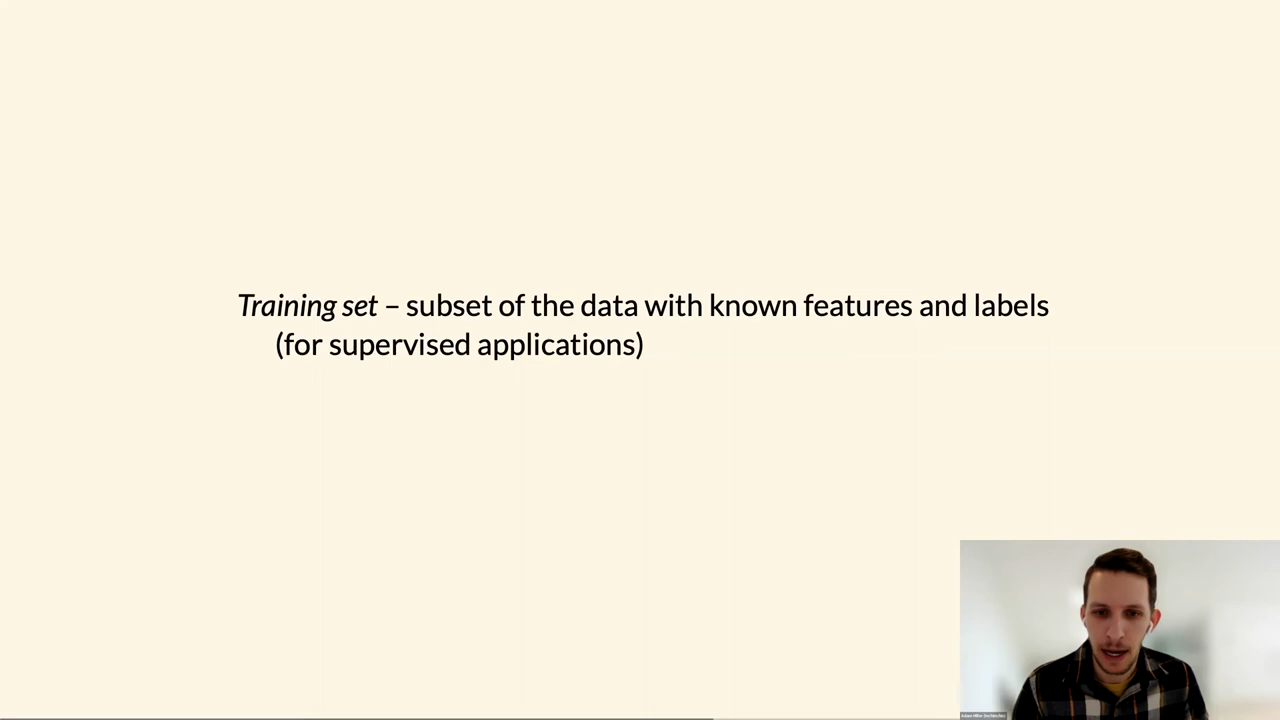 Training set – subset of the data with known features and labels
(for supervised applications)